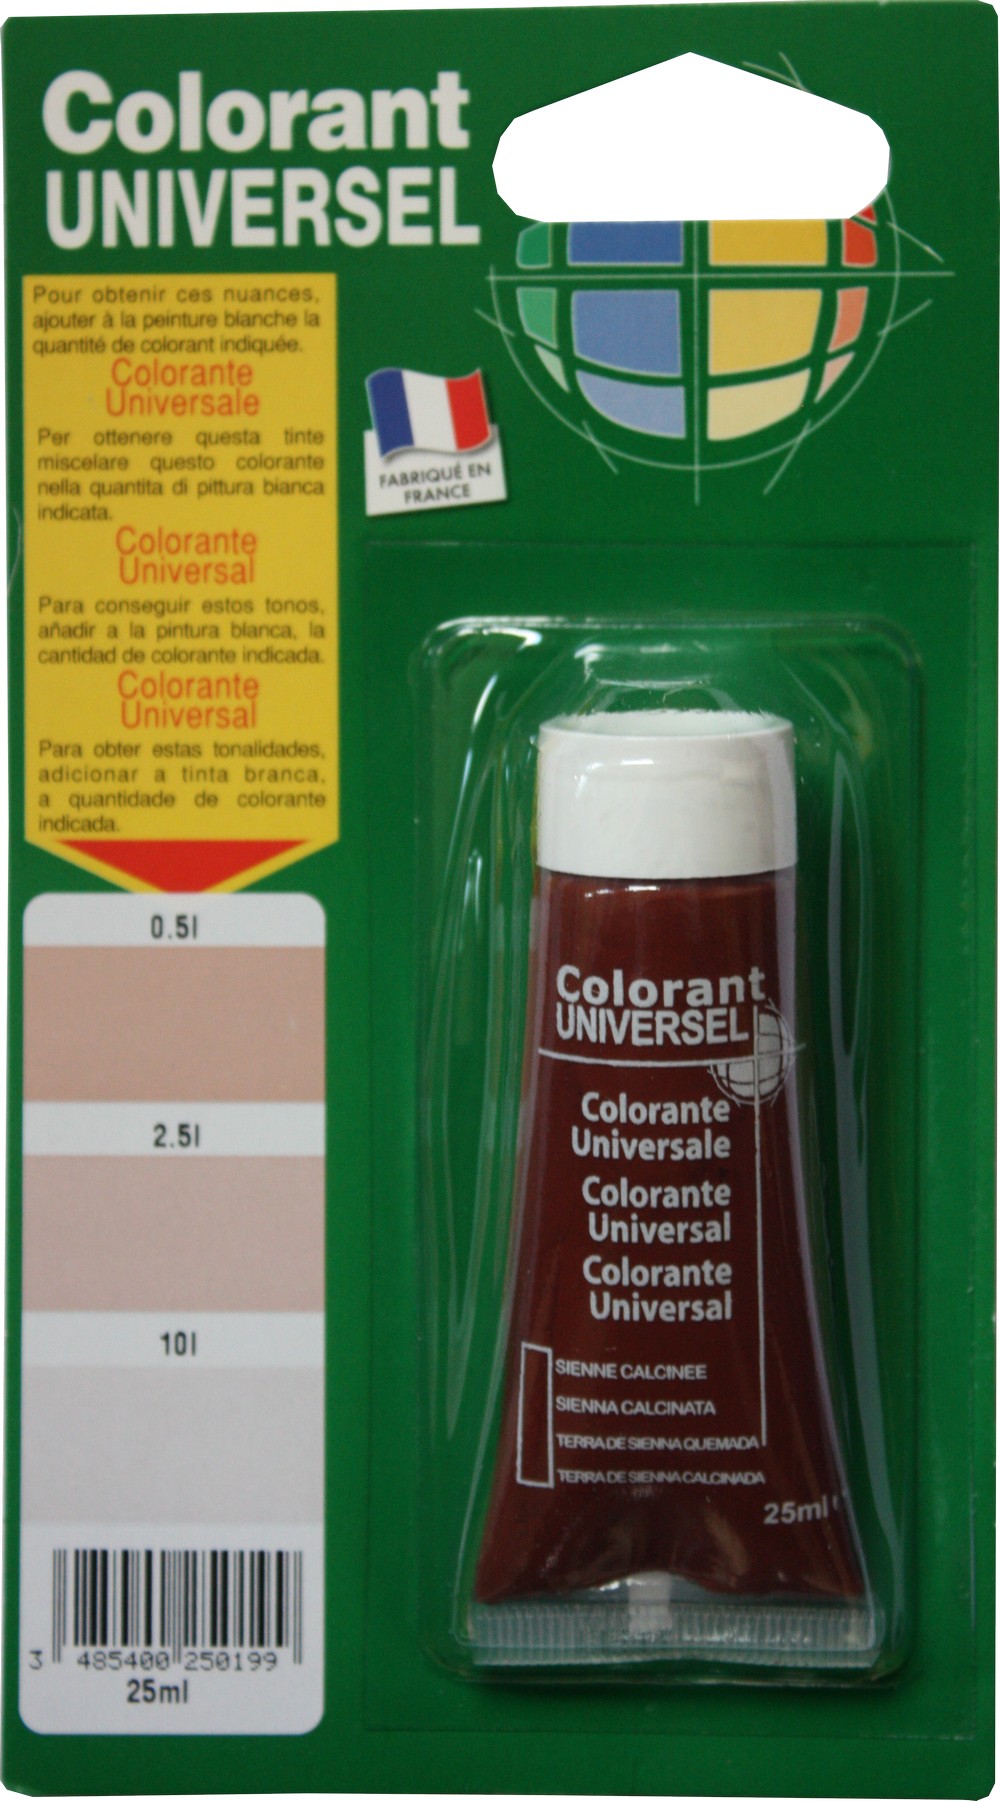 Colorant
UNIVERSEL
Pour obtenir ces nuances,
ajouter à la peinture blanche la
quantité de colorant indiquée.
Colorante
Universale
Per ottenere questa tinte
miscelare questo colorante
nella quantita di pittura bianca
indicata.
Colorante
Universal
Para conseguir estos tonos,
añadir a la pintura blanca, la
cantidad de colorante indicada.
Colorante
Universal
Para obter estas tonalidades,
adicionar a tinta branca,
a quantidade de colorante
indicada.
0.5l
2.5l
10l
3 485400 250199
25ml
FABRIQUÉ EN
FRANCE
Colorant
UNIVERSEL
Colorante
Universale
Colorante
Universal
Colorante
Universal
SIENNE CALCINEE
SIENNA CALCINATA
TERRA DE SIENNA QUEMADA
TERRA DE SIENNA CALCINADA
25ml